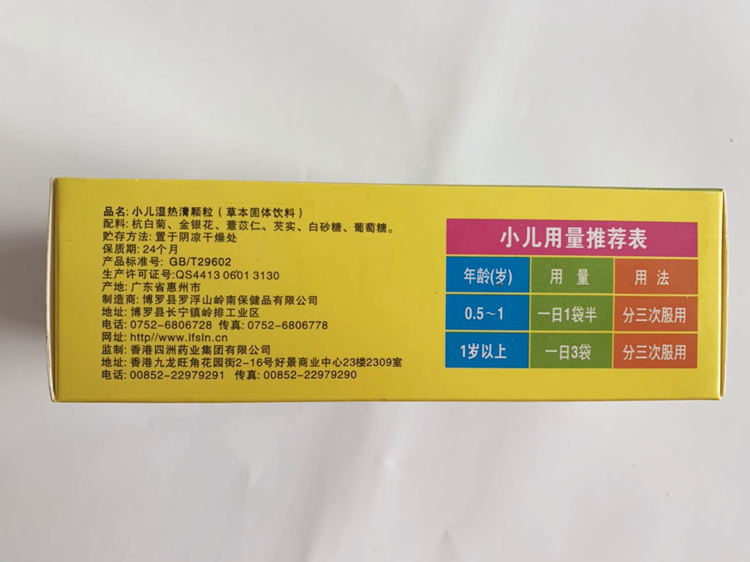 品名: 小儿湿热清颗粒(草本固体饮料)
配料: 杭白菊、金银花、薏苡仁、芡实、白砂糖、葡萄糖。
贮存方法: 置于阴凉干燥处
保质期: 24个月
产品标准号: GB/T29602
生产许可证号:QS4413 0601 3130
产地: 广东省惠州市
制造商: 博罗县罗浮山岭南保健品有限公司
地址: 博罗县长宁镇岭排工业区
电话: 0752-6806728 传真: 0752-6806778
网址: http//www.lfsln.cn
监制: 香港四洲药业集团有限公司
地址: 香港九龙旺角花园街2-16号好景商业中心23楼2309室
电话: 00852-22979291 传真: 00852-22979290
小儿用量推荐表
年龄(岁) 用量 用法
0.5～1 一日1袋半 分三次服用
1岁以上 一日3袋 分三次服用